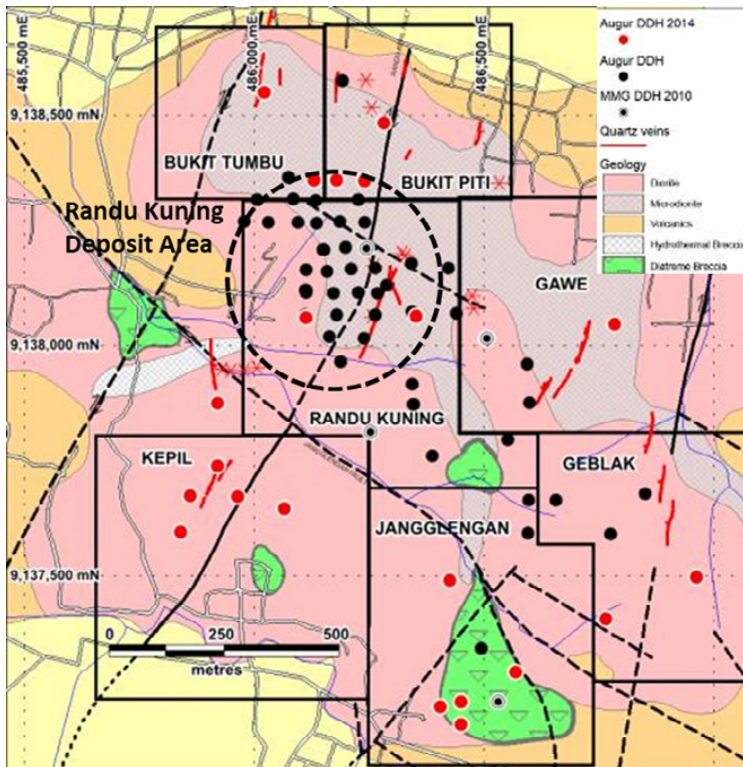 485,500 mE
486,000 mE
486,500 mE
Augur DDH 2014
Augur DDH
MMG DDH 2010
Quartz veins
Geology
Diorite
Microdiorite
Volcanics
Hydrothermal Breccia
Diatreme Breccia
9,138,500 mN
BUKIT TUMBU
BUKIT PITI
Randu Kuning
Deposit Area
GAWE
9,138,000 mN
RANDU KUNING
KEPIL
GEBLAK
JANGGLENGAN
9,137,500 mN
0 250 500
metres